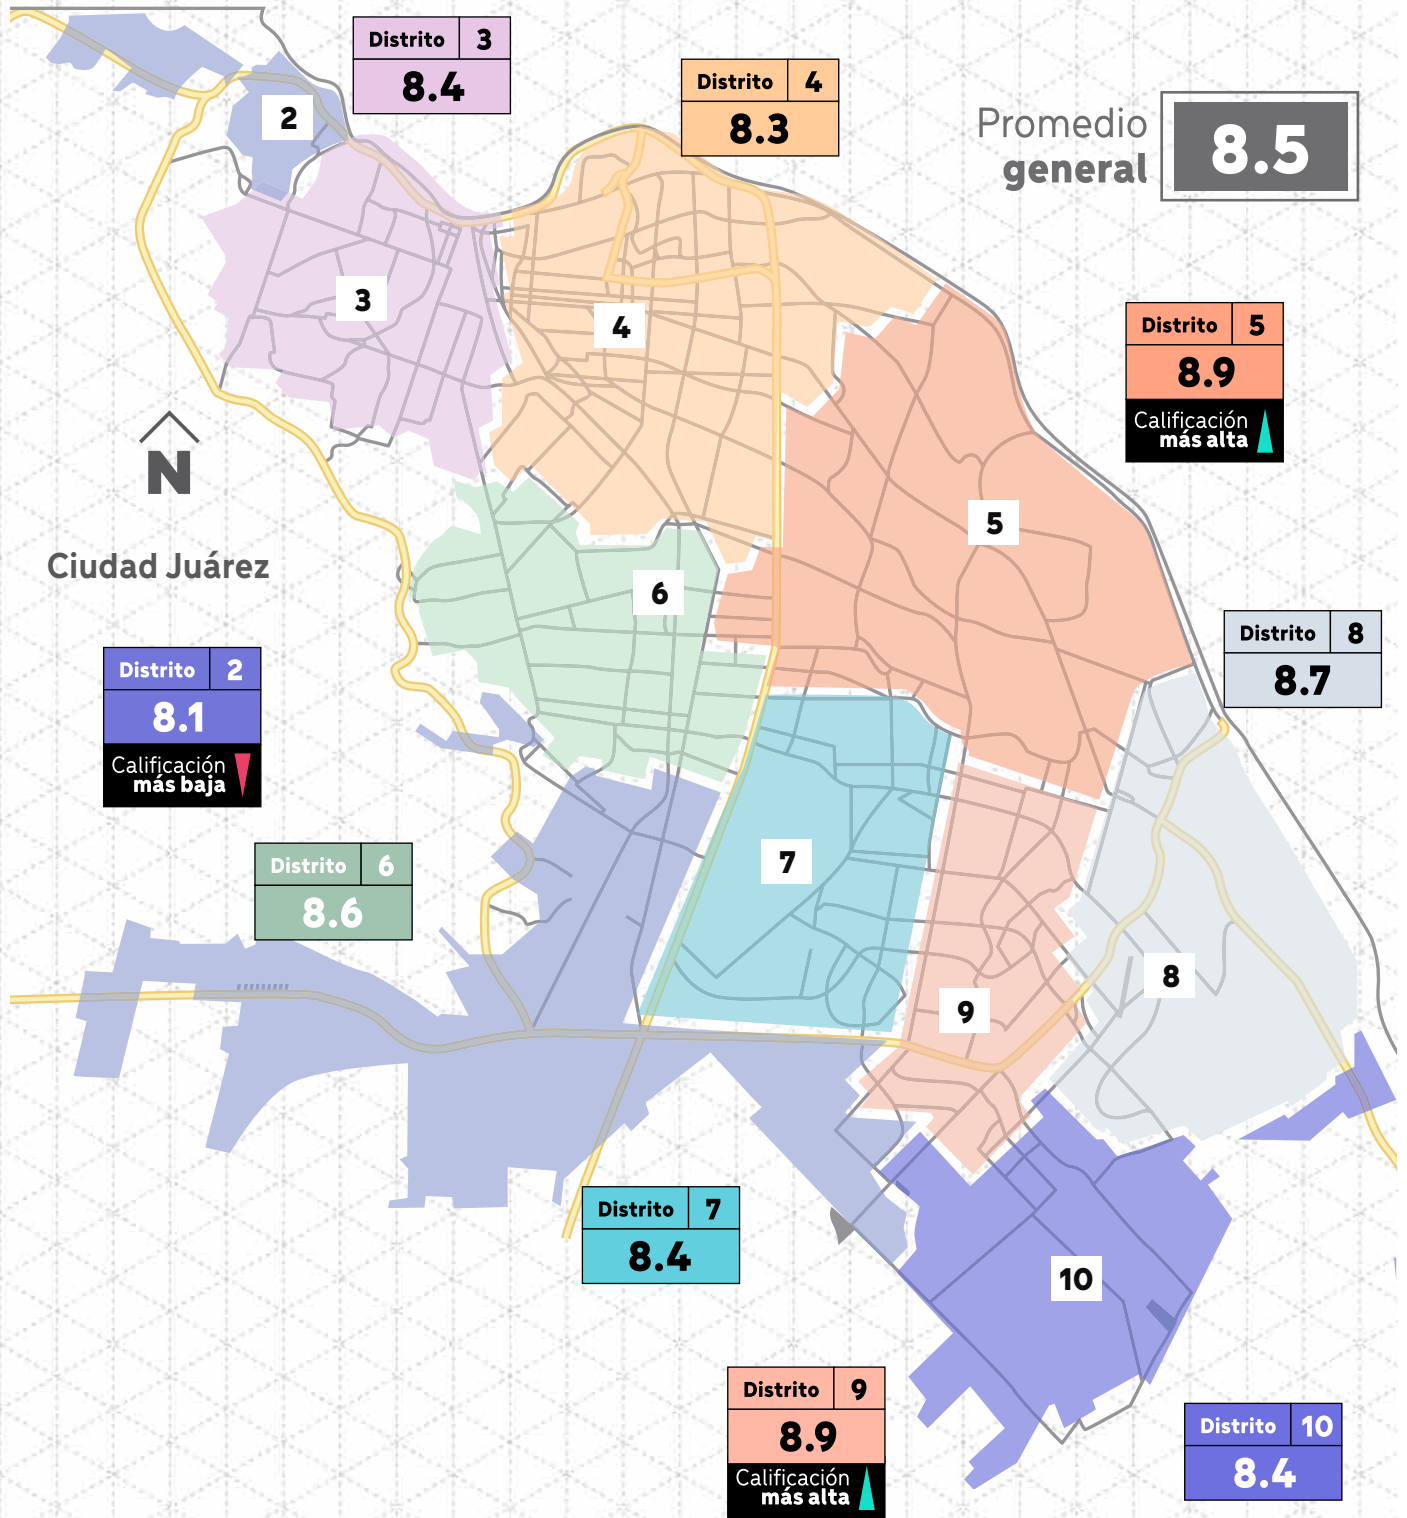 Distrito 3
8.4
Distrito 4
8.3
Promedio
general
8.5
2
3
4
Distrito 5
8.9
Calificación
más alta
N
5
Ciudad Juárez
6
Distrito 8
8.7
Distrito 2
8.1
Calificación
más baja
7
Distrito 6
8.6
8
9
Distrito 7
8.4
10
Distrito 9
8.9
Calificación
más alta
Distrito 10
8.4